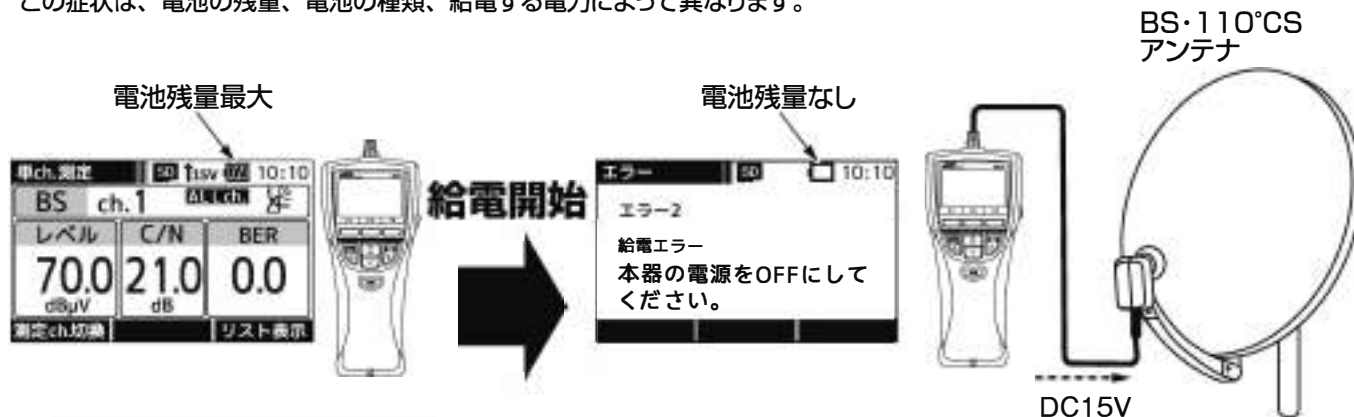 この症状は、電池の残量、電池の種類、給電する電力によって異なります。
BS･110°CS
アンテナ
電池残量最大
電池残量なし
単ch.測定 SD 10:10
BS ch.1 ALL ch.
レベル C/N BER
70.0 21.0 0.0
dBμV dB
測定ch.切換 リスト表示
給電開始
エラー SD 10:10
エラー2
給電エラー
本器の電源をOFFにして
ください。
DC15V